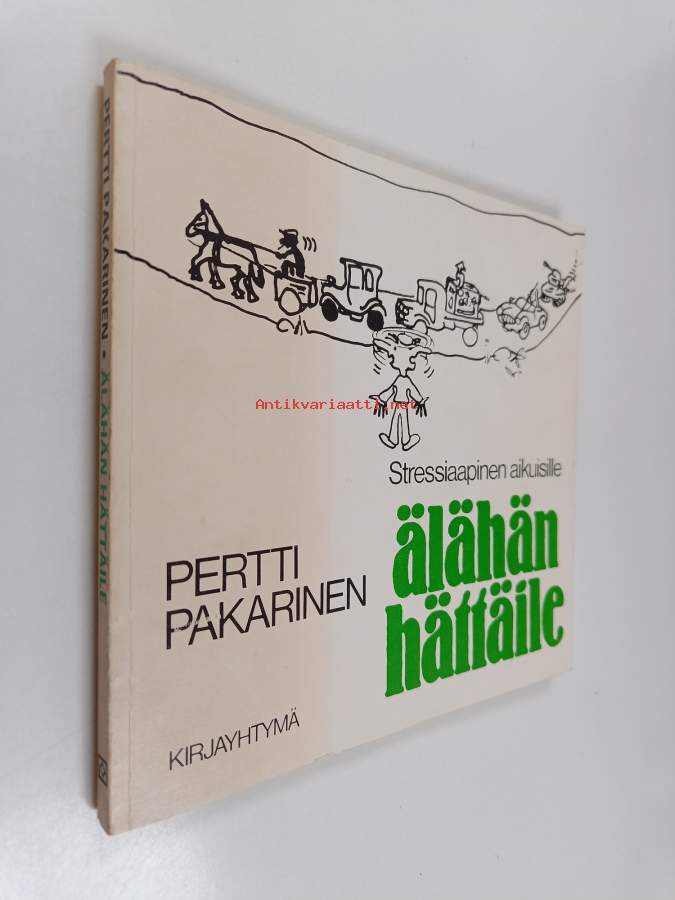 PERTTI PAKARINEN • ÄLÄHÄN HÄTTÄILE
Antikvariaatti.net
Stressiaapinen aikuisille
älähän
hättäile
PERTTI
PAKARINEN
KIRJAYHTYMÄ